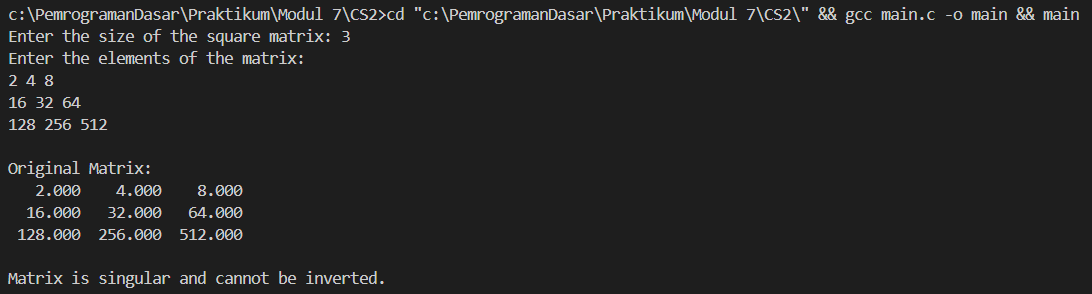 c:\PemrogramanDasar\Praktikum\Modul 7\CS2>cd "c:\PemrogramanDasar\Praktikum\Modul 7\CS2\" && gcc main.c -o main && main
Enter the size of the square matrix: 3
Enter the elements of the matrix:
2 4 8
16 32 64
128 256 512

Original Matrix:
   2.000    4.000    8.000
  16.000   32.000   64.000
 128.000  256.000  512.000

Matrix is singular and cannot be inverted.